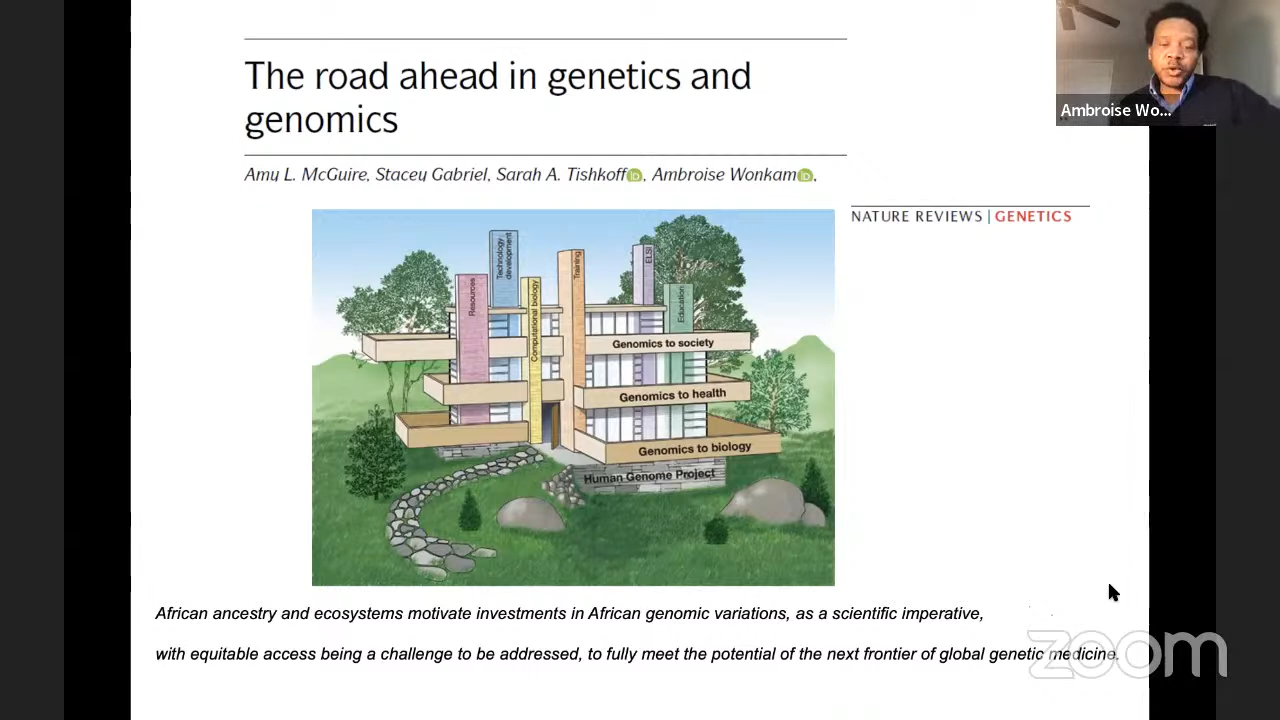 The road ahead in genetics and
genomics
Ambroise Wo...
Amy L. McGuire, Stacey Gabriel, Sarah A. Tishkoff iD, Ambroise Wonkam iD,
NATURE REVIEWS | GENETICS
Resources
Technology
development
Computational biology
Training
ELSI
Education
Genomics to society
Genomics to health
Genomics to biology
Human Genome Project
African ancestry and ecosystems motivate investments in African genomic variations, as a scientific imperative,
with equitable access being a challenge to be addressed, to fully meet the potential of the next frontier of global genetic medicine.
zoom